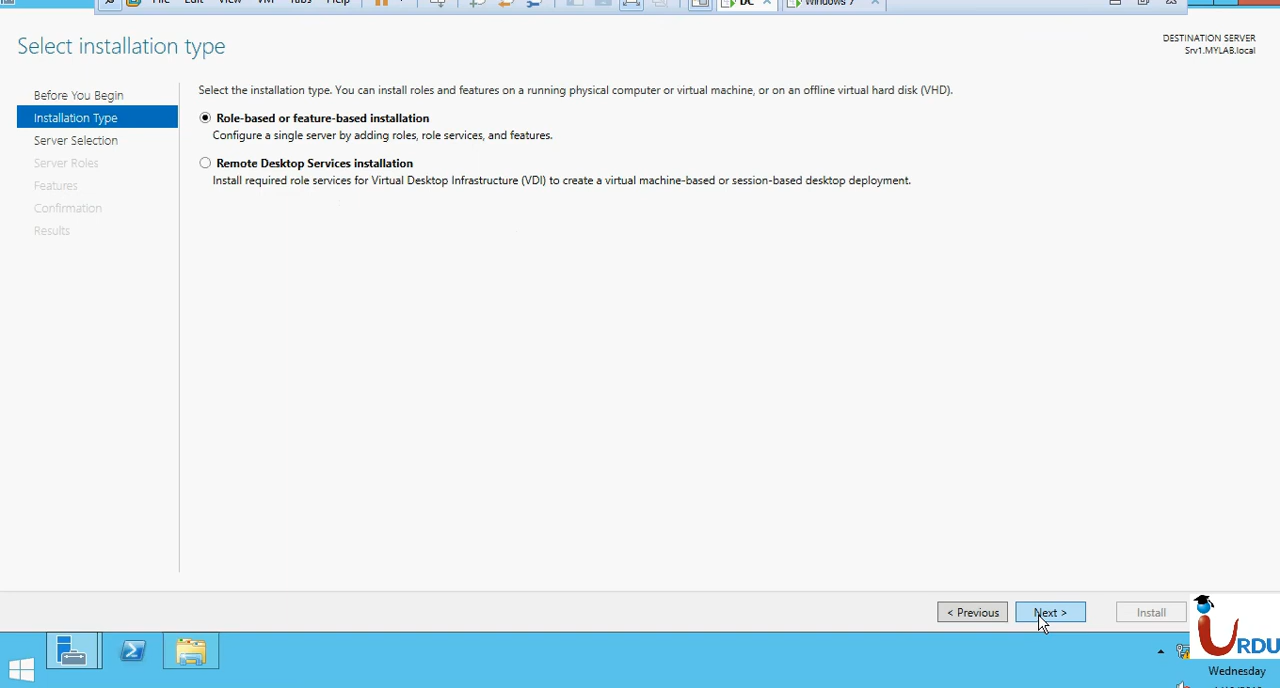 File Edit View VM Tabs Help DC Windows 7
Select installation type
DESTINATION SERVER
Srv1.MYLAB.local
Before You Begin
Installation Type
Server Selection
Server Roles
Features
Confirmation
Results
Select the installation type. You can install roles and features on a running physical computer or virtual machine, or on an offline virtual hard disk (VHD).
Role-based or feature-based installation
Configure a single server by adding roles, role services, and features.
Remote Desktop Services installation
Install required role services for Virtual Desktop Infrastructure (VDI) to create a virtual machine-based or session-based desktop deployment.
< Previous
Next >
Install
URDU
Wednesday